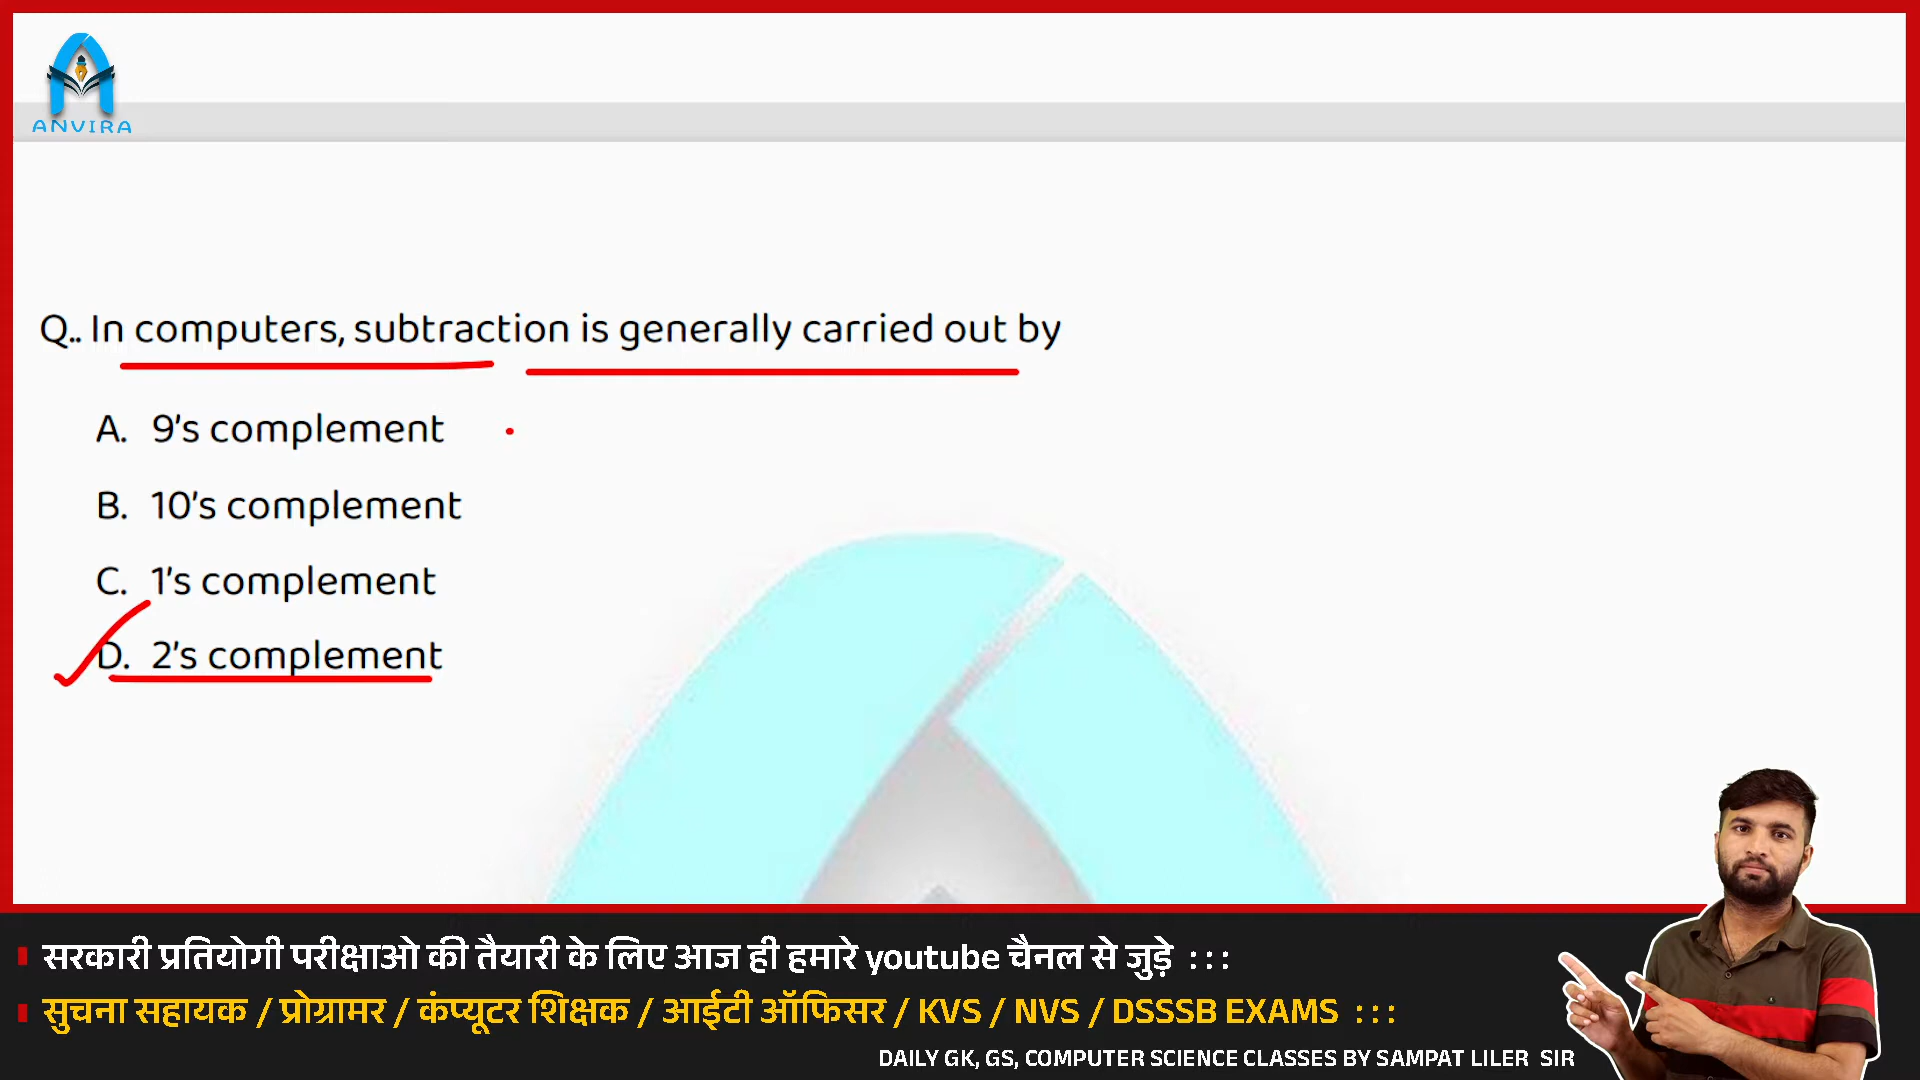 ANVIRA
Q.. In computers, subtraction is generally carried out by
A. 9's complement
B. 10's complement
C. 1's complement
D. 2's complement
सरकारी प्रतियोगी परीक्षाओ की तैयारी के लिए आज ही हमारे youtube चैनल से जुड़े :::
सुचना सहायक / प्रोग्रामर / कंप्यूटर शिक्षक / आईटी ऑफिसर / KVS / NVS / DSSSB EXAMS :::
DAILY GK, GS, COMPUTER SCIENCE CLASSES BY SAMPAT LILER SIR